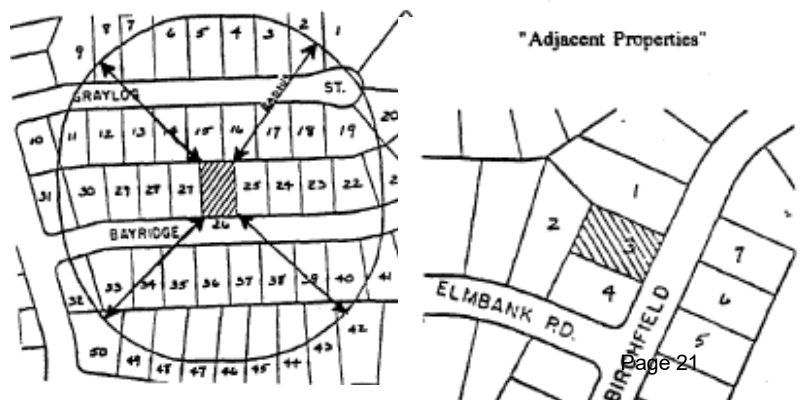 8 7 6 5 4 3 2 1
9
GRAYLOG ST.
RADIUS
10 11 12 13 14 15 16 17 18 19 20
31 30 29 28 27 25 24 23 22 2
26
BAYRIDGE
32 33 34 35 36 37 38 39 40 41
50 49 48 47 46 45 44 43 42
"Adjacent Properties"
1
2 3 7
4 6
ELMBANK RD.
5
BIRCHFIELD
Page 21